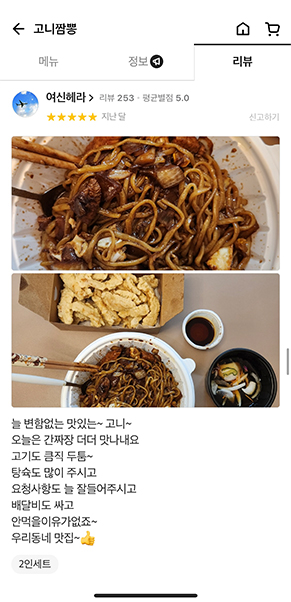 고니짬뽕
메뉴
정보
리뷰
여신헤라
리뷰 253 · 평균별점 5.0
지난 달
신고하기
늘 변함없는 맛있는~ 고니~
오늘은 간짜장 더더 맛나네요
고기도 큼직 두툼~
탕슉도 많이 주시고
요청사항도 늘 잘들어주시고
배달비도 싸고
안먹을이유가없죠~
우리동네 맛집~👍
2인세트